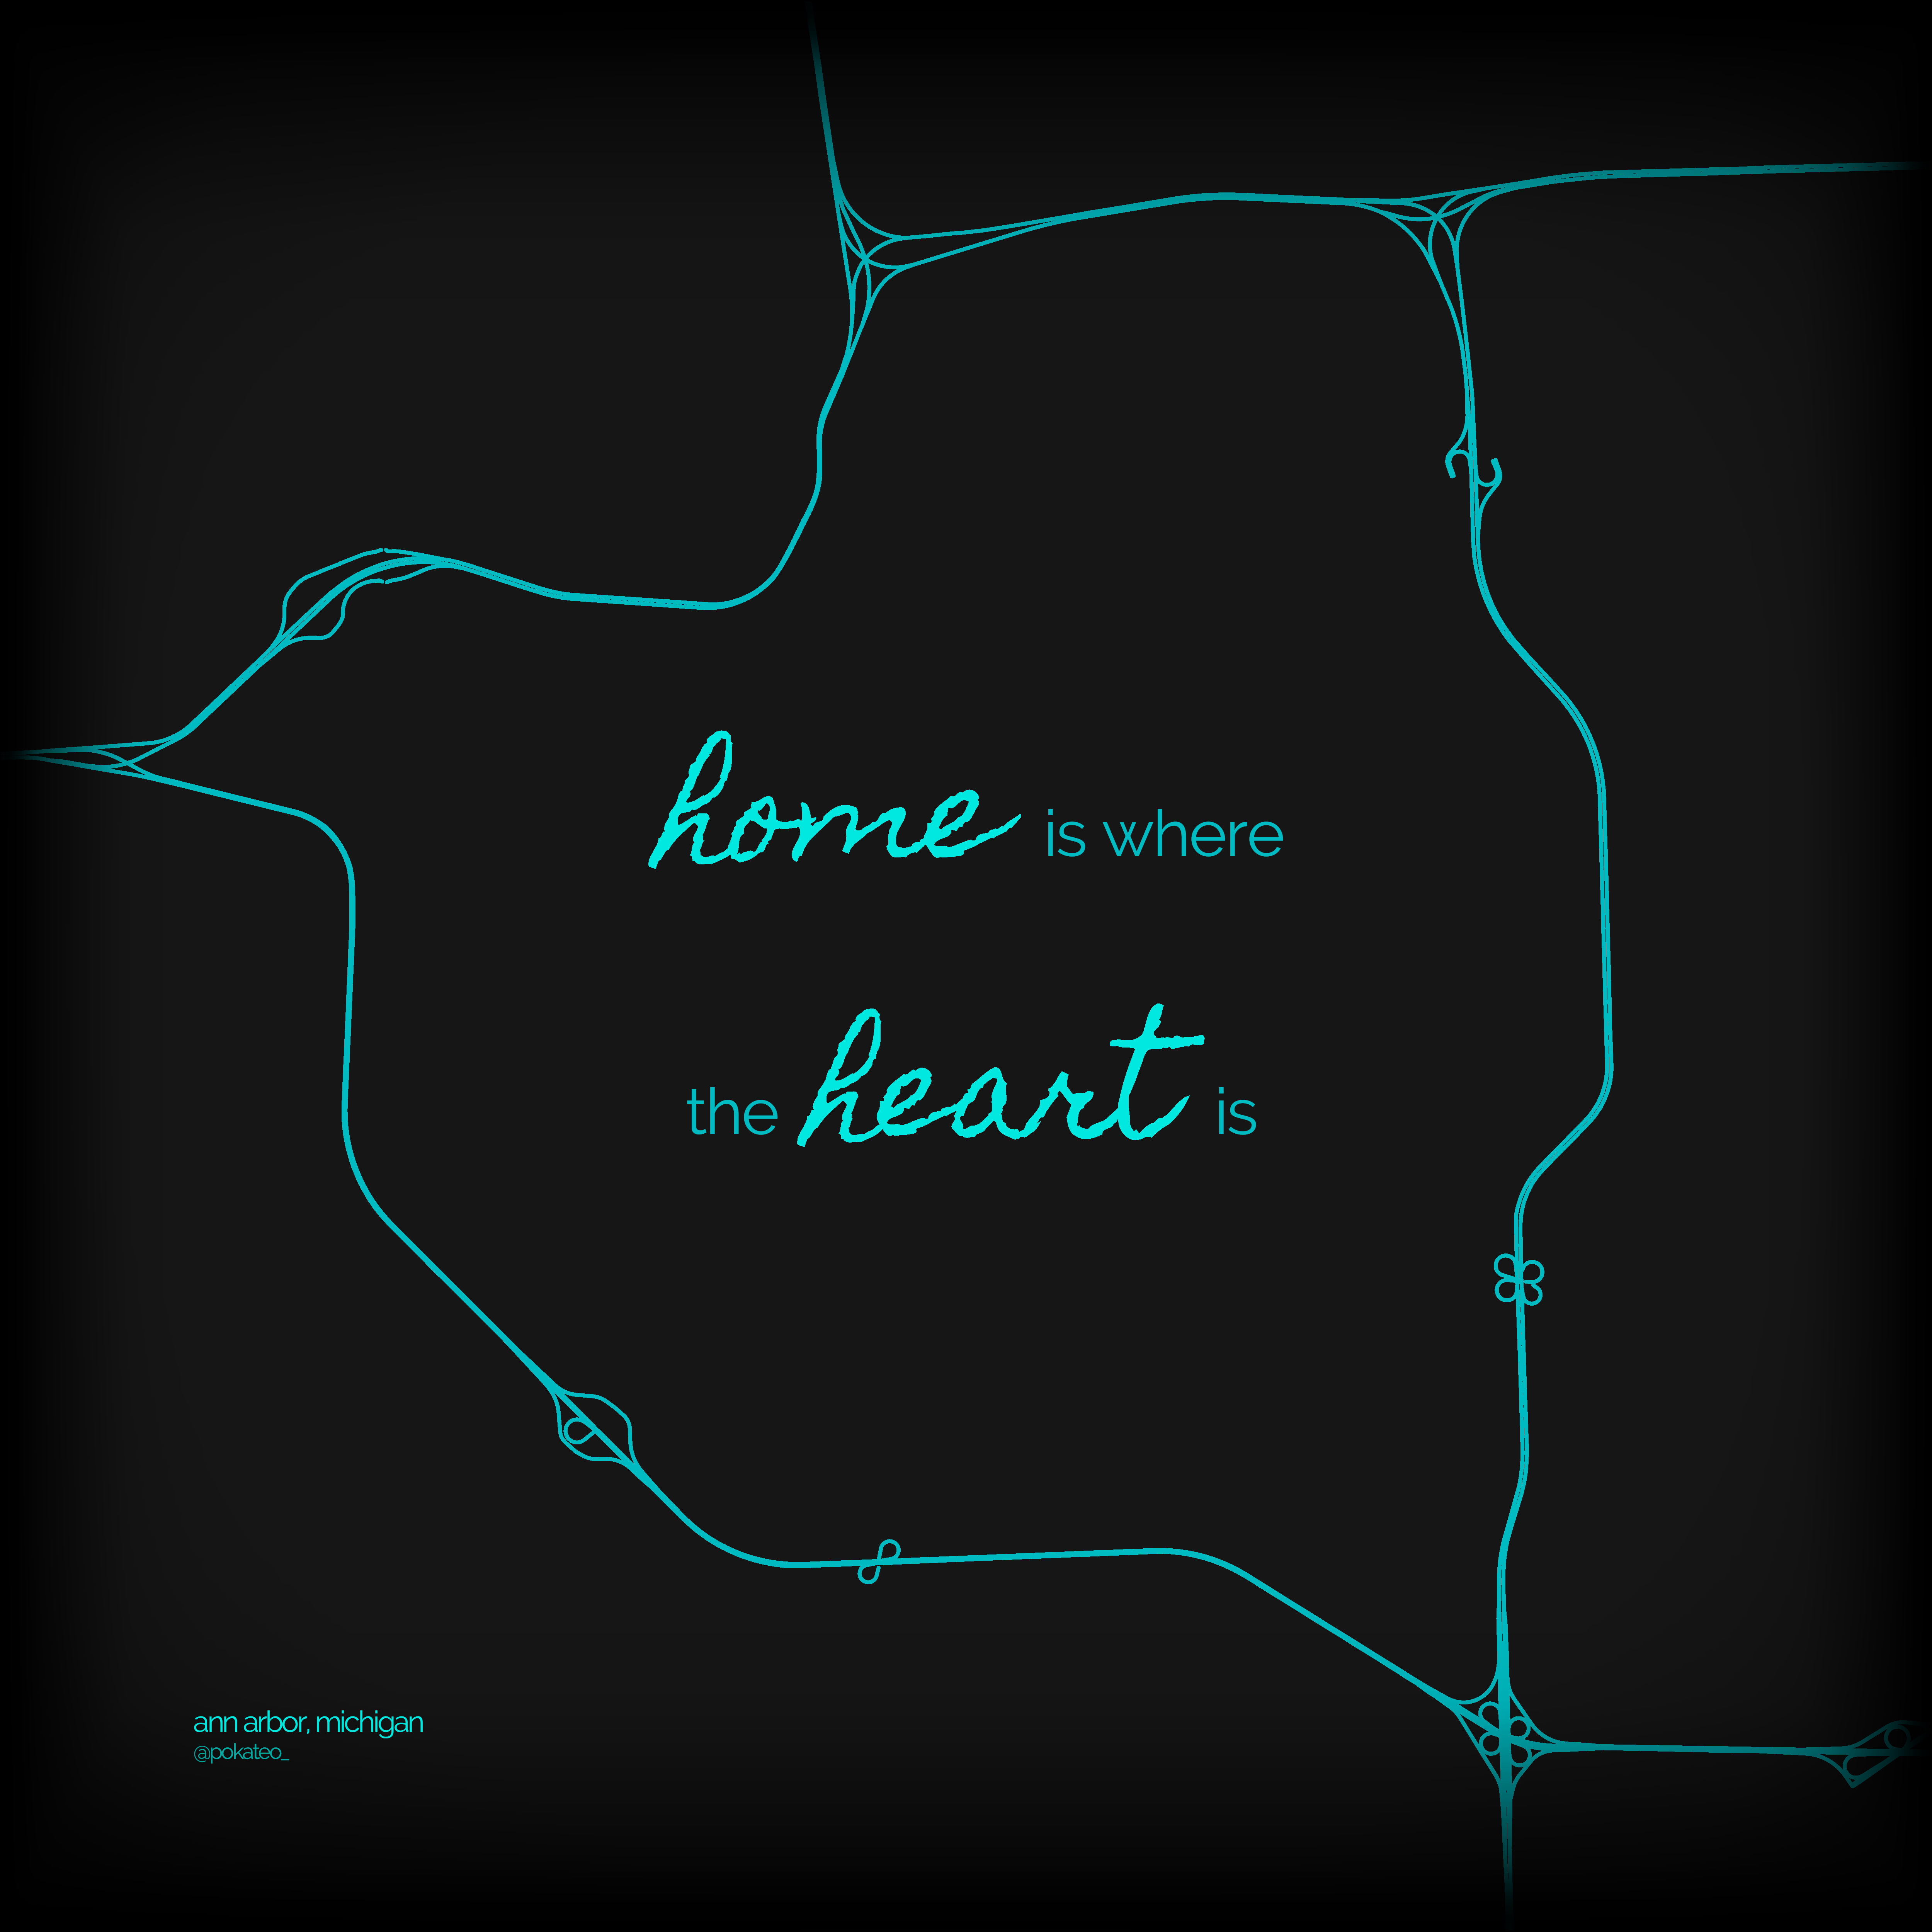 home is where
the heart is
ann arbor, michigan
@pokateo_